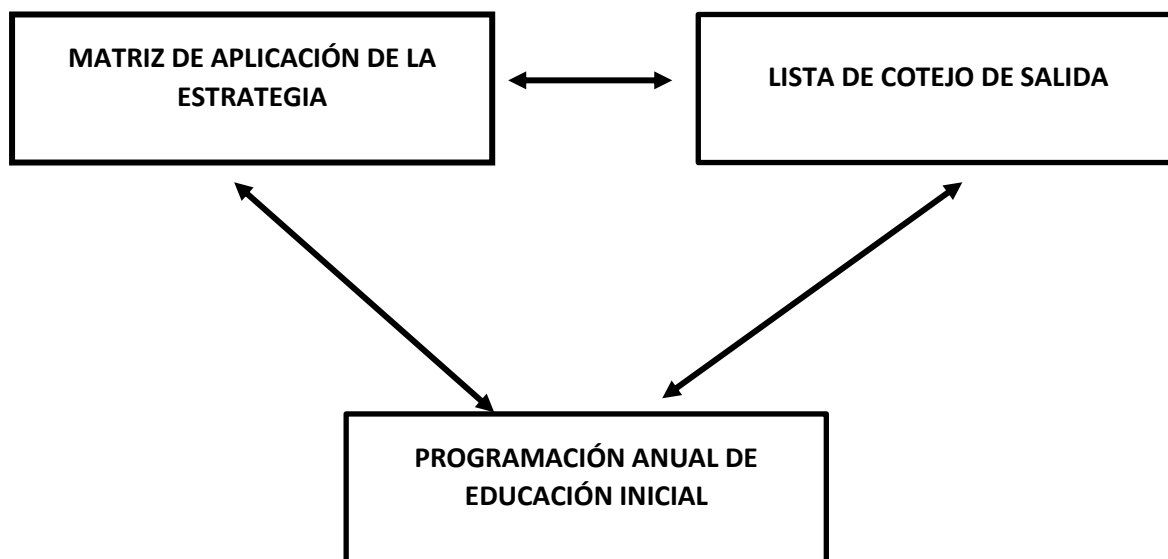 MATRIZ DE APLICACIÓN DE LA
ESTRATEGIA
LISTA DE COTEJO DE SALIDA
PROGRAMACIÓN ANUAL DE
EDUCACIÓN INICIAL